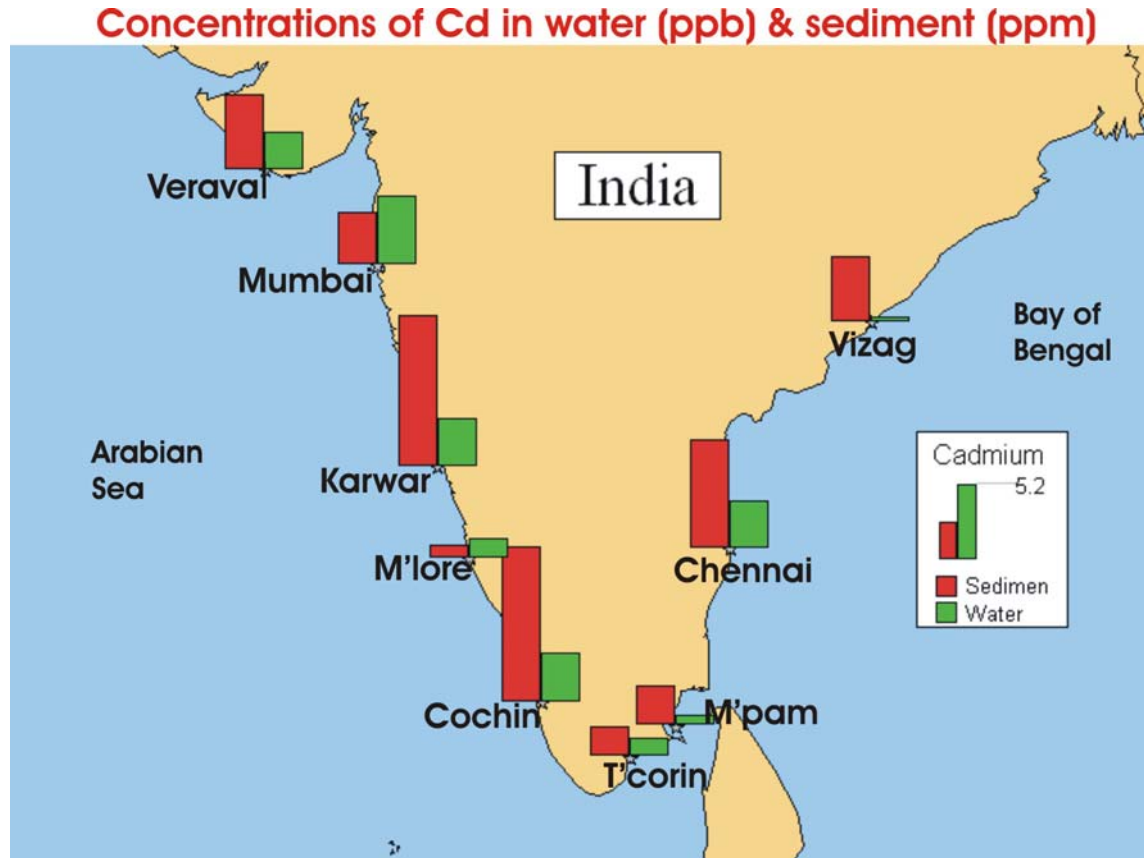 Concentrations of Cd in water (ppb) & sediment (ppm)
India
Veraval
Mumbai
Vizag
Bay of
Bengal
Arabian
Sea
Karwar
Cadmium
5.2
Sedimen
Water
M'lore
Chennai
Cochin
M'pam
T'corin